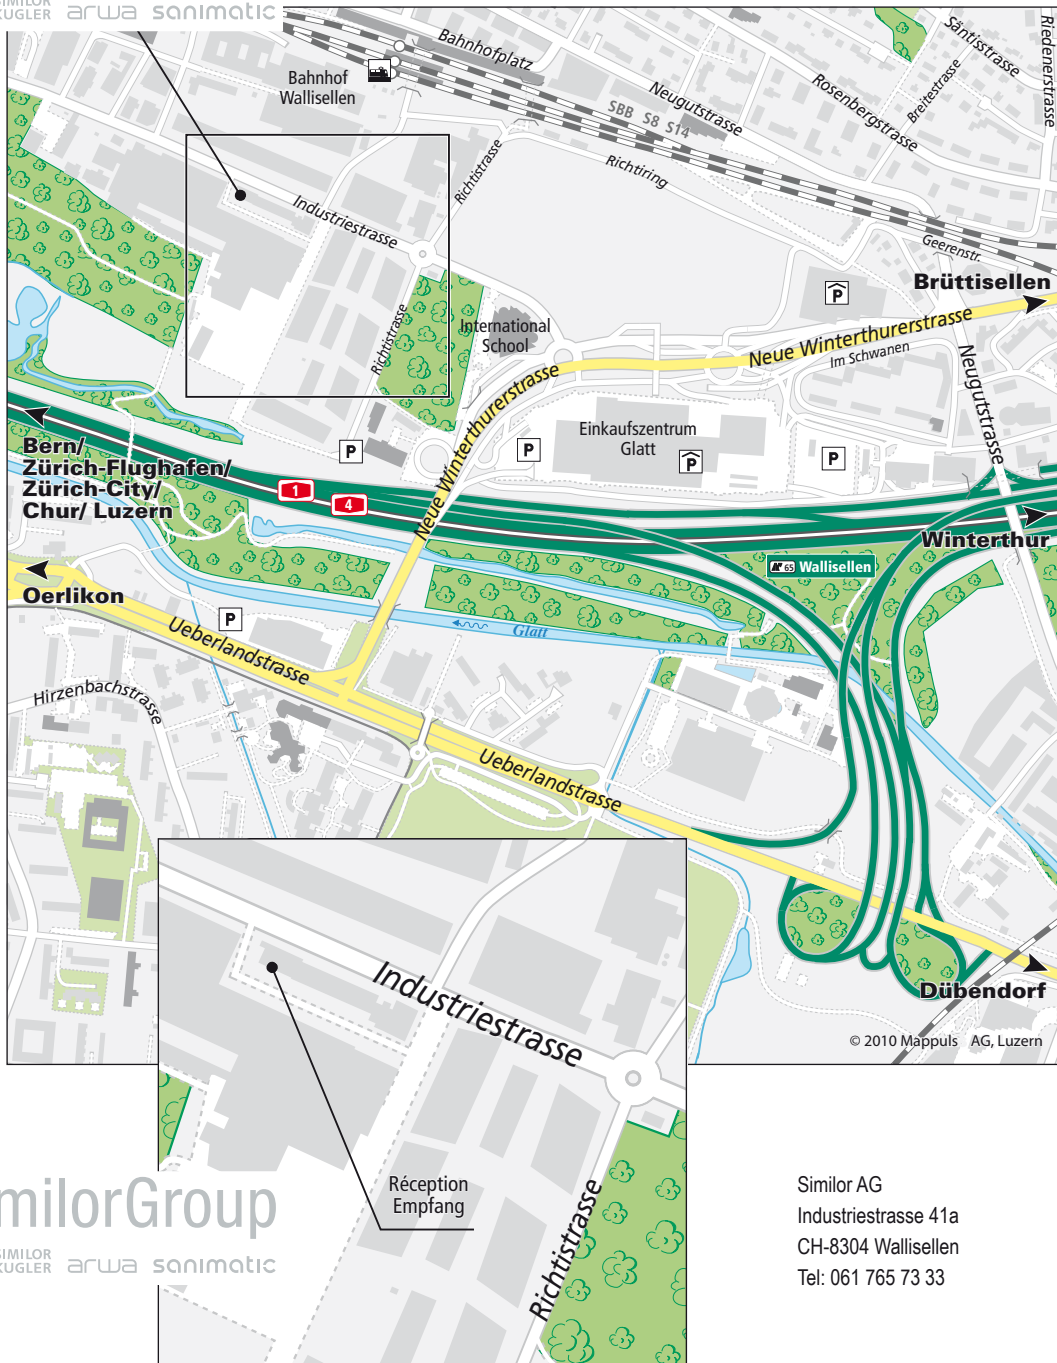 SIMILOR
KUGLER arwa sanimatic
Bahnhofplatz
Bahnhof
Wallisellen
Neugutstrasse
SBB S8 S14
Säntisstrasse
Riedenerstrasse
Breitestrasse
Rosenbergstrasse
Richtiring
Richtistrasse
Industriestrasse
Geerenstr.
Brüttisellen
P
International
School
Richtistrasse
Neue Winterthurerstrasse
Im Schwanen
Neugutstrasse
Neue Winterthurerstrasse
Einkaufszentrum
Glatt
P
P
P
P
Bern/
Zürich-Flughafen/
Zürich-City/
Chur/ Luzern
1
4
Winterthur
65 Wallisellen
Oerlikon
P
Glatt
Ueberlandstrasse
Hirzenbachstrasse
Ueberlandstrasse
Dübendorf
© 2010 Mappuls AG, Luzern
Industriestrasse
Réception
Empfang
Richtistrasse
milorGroup
SIMILOR
KUGLER arwa sanimatic
Similor AG
Industriestrasse 41a
CH-8304 Wallisellen
Tel: 061 765 73 33